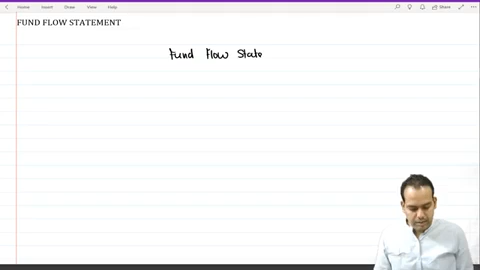 Home Insert Draw View Help Share
FUND FLOW STATEMENT
Fund Flow State